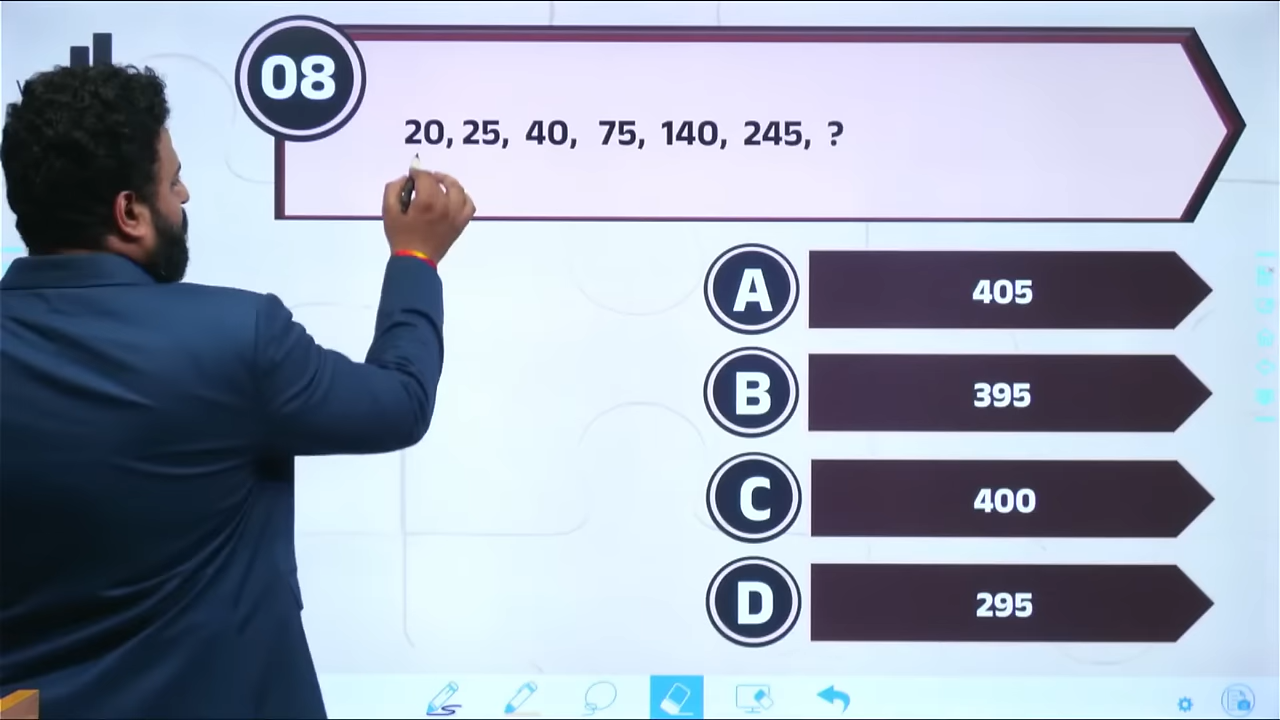 08
20, 25, 40, 75, 140, 245, ?
A 405
B 395
C 400
D 295